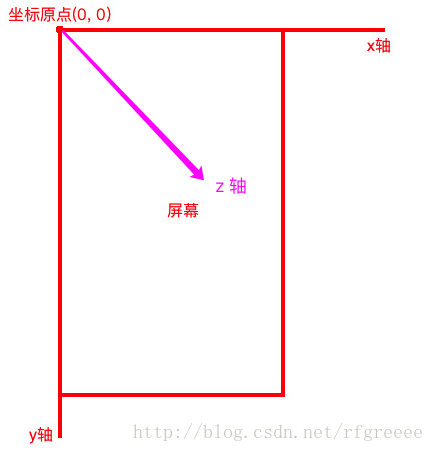 坐标原点(0, 0)
x轴
z 轴
屏幕
y轴
http://blog.csdn.net/rfgreeee